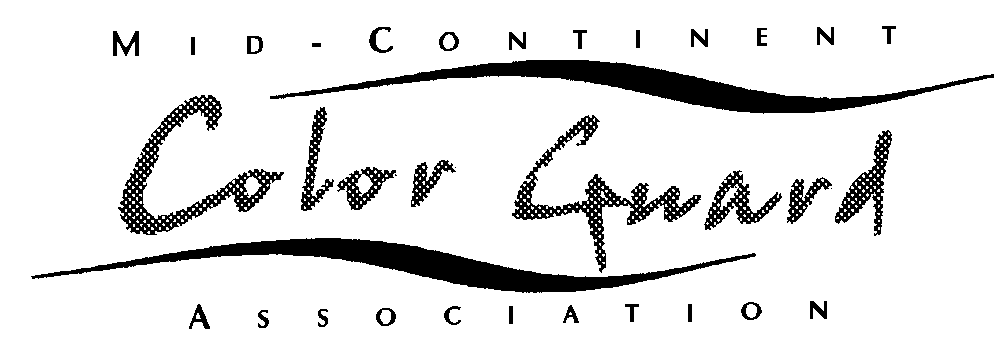 MID-CONTINENT
Color Guard
ASSOCIATION